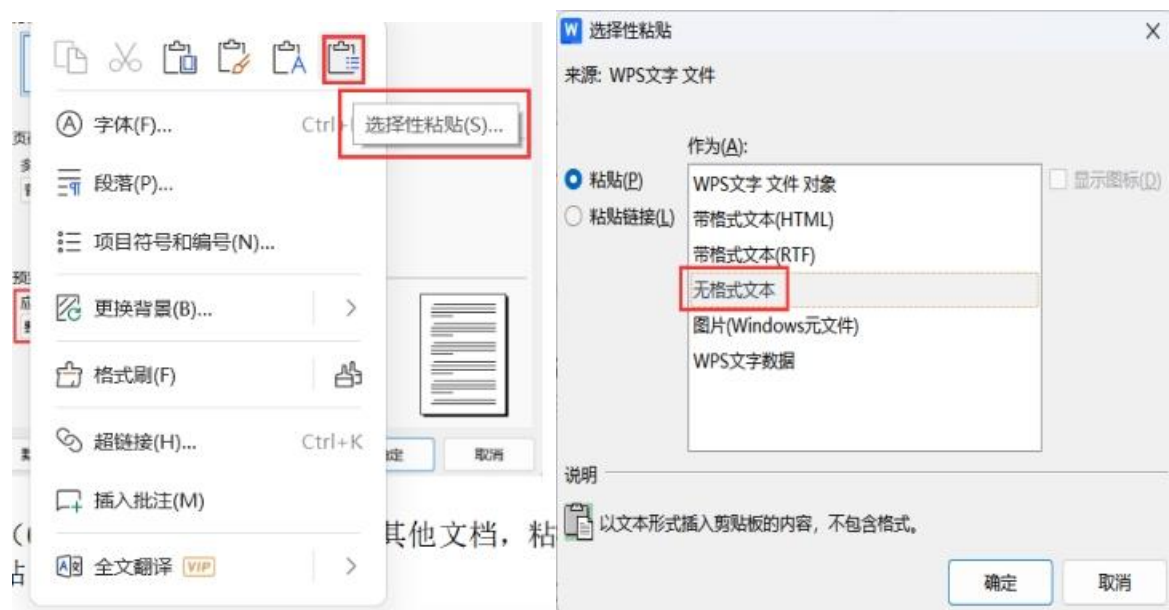 字体(F)...
Ctrl+
选择性粘贴(S)...
段落(P)...
项目符号和编号(N)...
更换背景(B)...
格式刷(F)
超链接(H)...
Ctrl+K
取消
插入批注(M)
其他文档，粘
全文翻译 VIP
选择性粘贴
来源: WPS文字 文件
作为(A):
粘贴(P)
粘贴链接(L)
WPS文字 文件 对象
带格式文本(HTML)
带格式文本(RTF)
无格式文本
图片(Windows元文件)
WPS文字数据
显示图标(D)
说明
以文本形式插入剪贴板的内容，不包含格式。
确定
取消